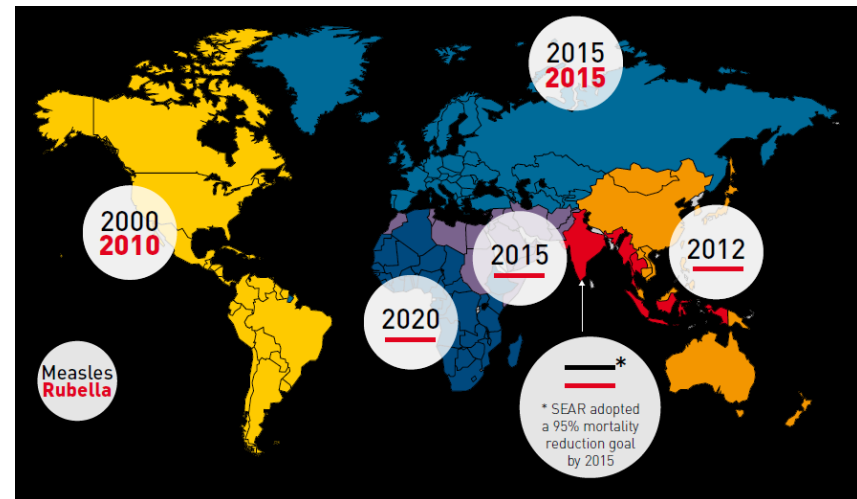 2015
2015
2000
2010
2015
2012
2020
Measles
Rubella
*
* SEAR adopted
a 95% mortality
reduction goal
by 2015